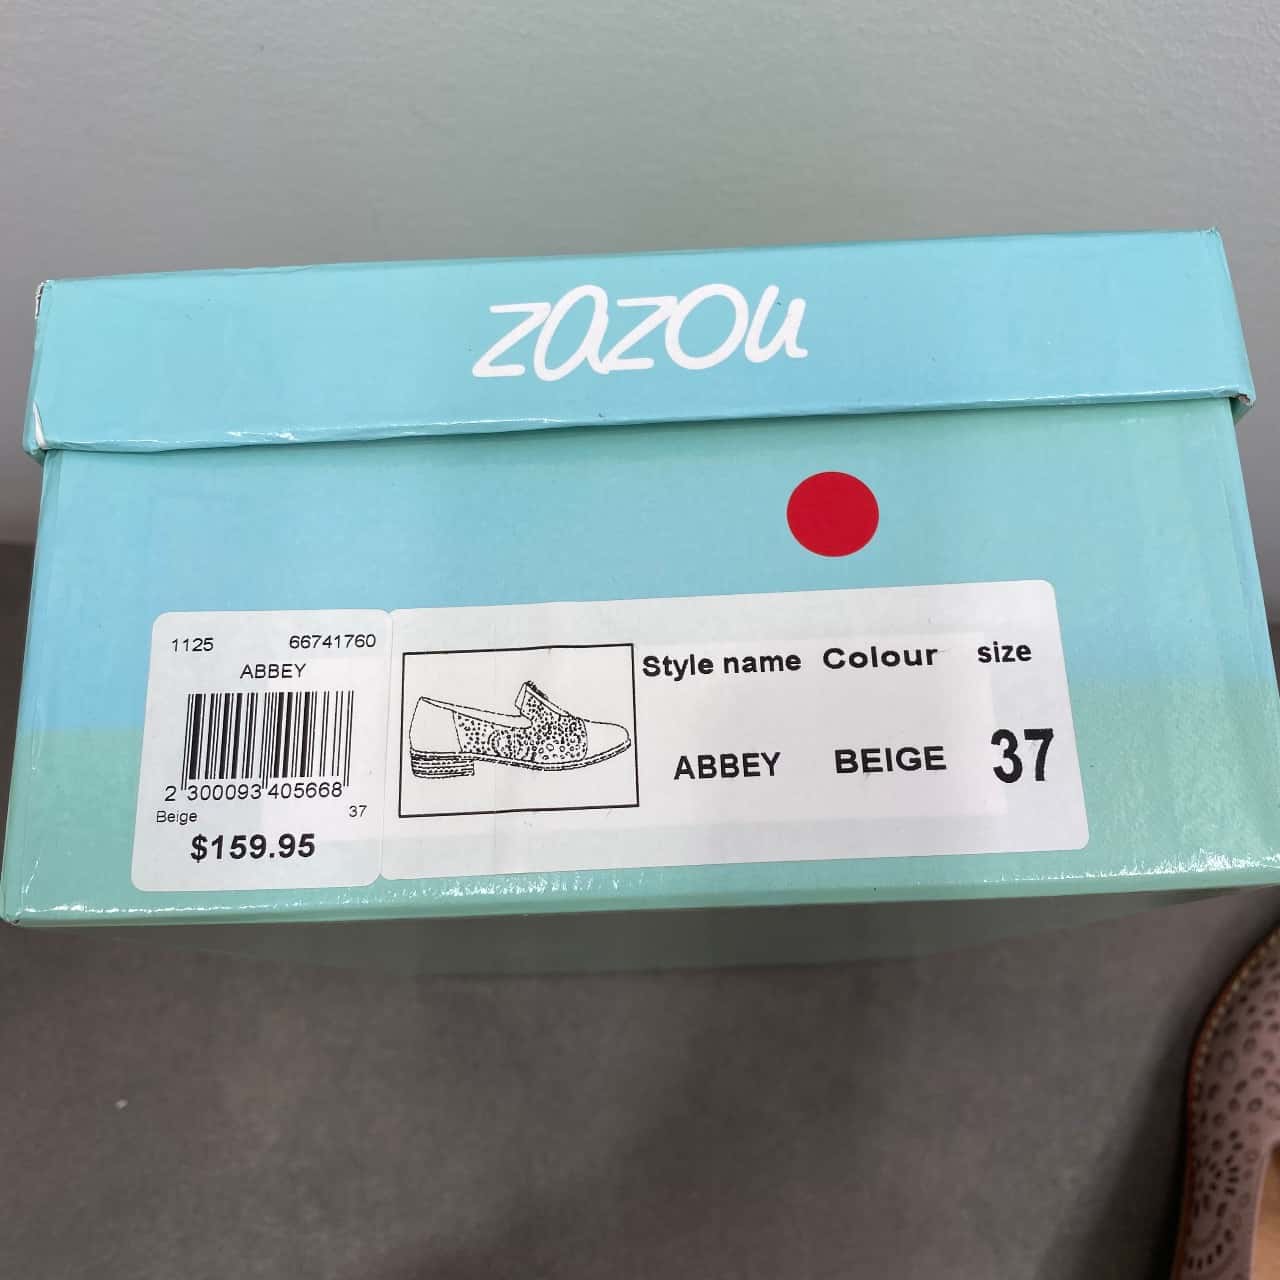 zazou
1125 66741760
ABBEY
2 300093 405668
Beige 37
$159.95
Style name Colour size
ABBEY BEIGE 37